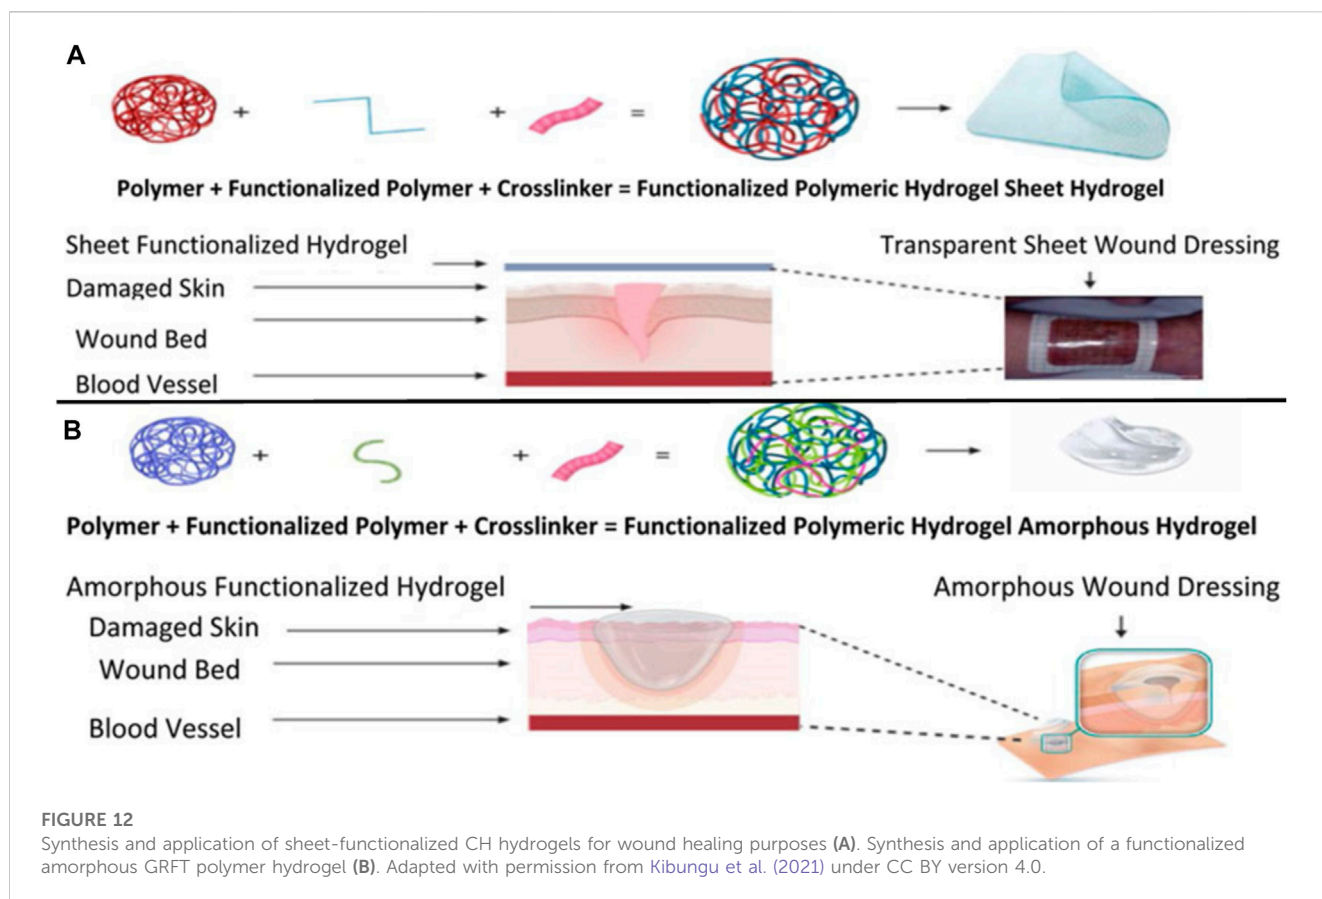 A
+ + =
Polymer + Functionalized Polymer + Crosslinker = Functionalized Polymeric Hydrogel Sheet Hydrogel
Sheet Functionalized Hydrogel
Transparent Sheet Wound Dressing
Damaged Skin
Wound Bed
Blood Vessel
B
+ + =
Polymer + Functionalized Polymer + Crosslinker = Functionalized Polymeric Hydrogel Amorphous Hydrogel
Amorphous Functionalized Hydrogel
Amorphous Wound Dressing
Damaged Skin
Wound Bed
Blood Vessel
FIGURE 12
Synthesis and application of sheet-functionalized CH hydrogels for wound healing purposes (A). Synthesis and application of a functionalized
amorphous GRFT polymer hydrogel (B). Adapted with permission from Kibungu et al. (2021) under CC BY version 4.0.